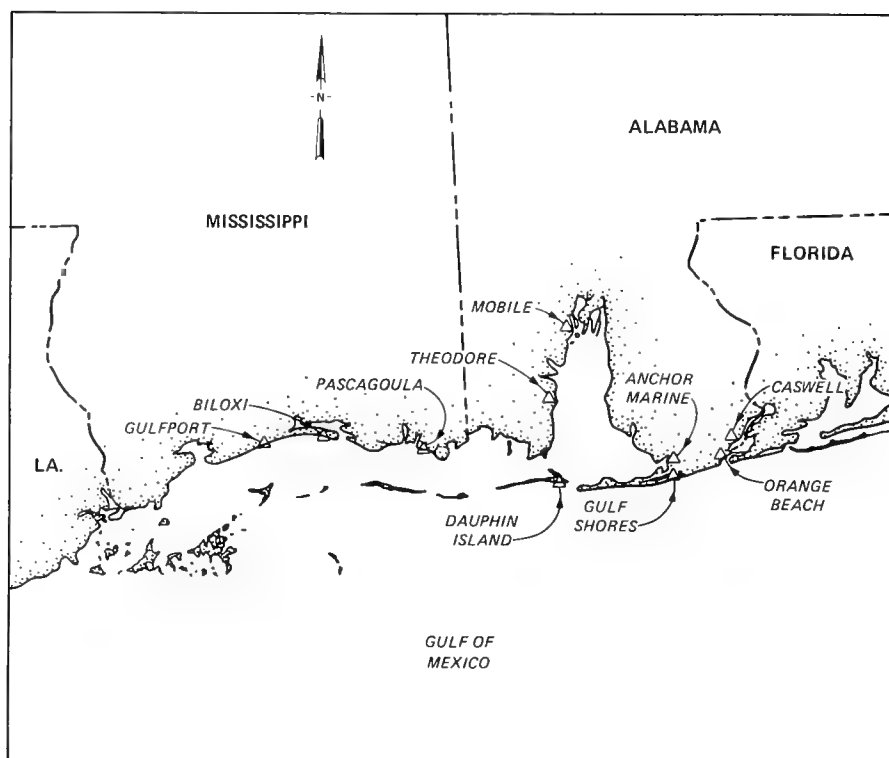 N
ALABAMA
MISSISSIPPI
FLORIDA
MOBILE
THEODORE
PASCAGOULA
ANCHOR
MARINE
CASWELL
BILOXI
GULFPORT
LA.
ORANGE
BEACH
GULF
SHORES
DAUPHIN
ISLAND
GULF OF
MEXICO